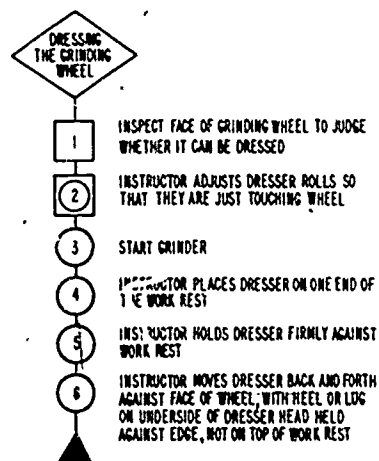 DRESSING
THE GRINDING
WHEEL
1
INSPECT FACE OF GRINDING WHEEL TO JUDGE
WHETHER IT CAN BE DRESSED
2
INSTRUCTOR ADJUSTS DRESSER ROLLS SO
THAT THEY ARE JUST TOUCHING WHEEL
3
START GRINDER
4
INSTRUCTOR PLACES DRESSER ON ONE END OF
THE WORK REST
5
INSTRUCTOR HOLDS DRESSER FIRMLY AGAINST
WORK REST
6
INSTRUCTOR MOVES DRESSER BACK AND FORTH
AGAINST FACE OF WHEEL, WITH HEEL OR LUG
ON UNDERSIDE OF DRESSER HEAD HELD
AGAINST EDGE, NOT ON TOP OF WORK REST